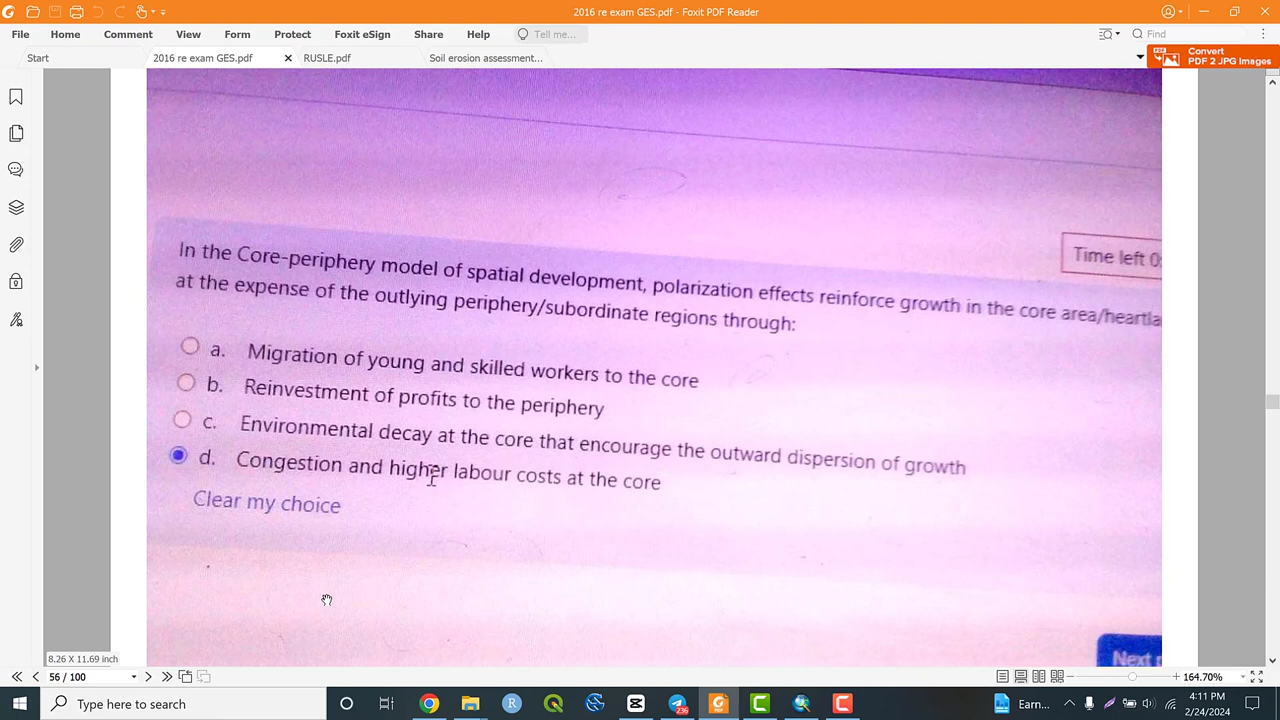 2016 re exam GES.pdf - Foxit PDF Reader
File Home Comment View Form Protect Foxit eSign Share Help Tell me... Find
Start 2016 re exam GES.pdf RUSLE.pdf Soil erosion assessment...
Convert
PDF 2 JPG Images
Time left 0
In the Core-periphery model of spatial development, polarization effects reinforce growth in the core area/heartla
at the expense of the outlying periphery/subordinate regions through:
a. Migration of young and skilled workers to the core
b. Reinvestment of profits to the periphery
c. Environmental decay at the core that encourage the outward dispersion of growth
d. Congestion and higher labour costs at the core
Clear my choice
Next p
8.26 X 11.69 inch
56 / 100 164.70%
Type here to search 236 Earn... 4:11 PM
2/24/2024